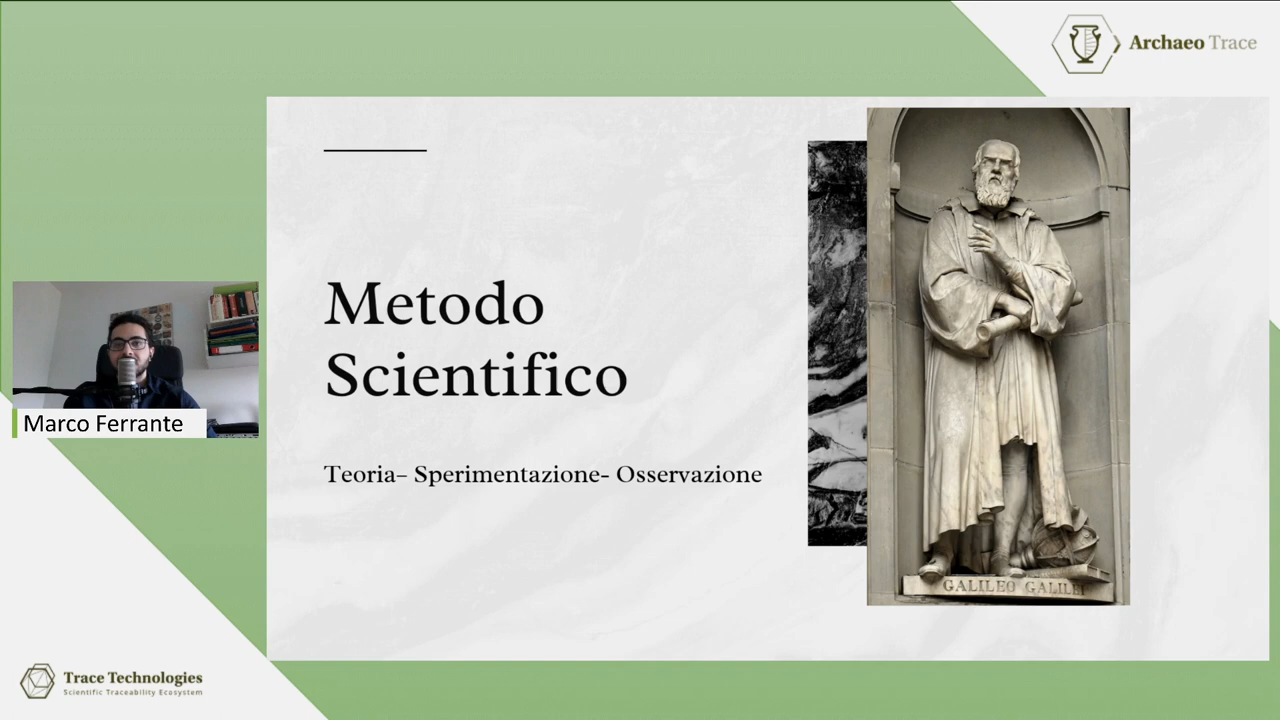 Archaeo Trace
Metodo
Scientifico
Teoria– Sperimentazione- Osservazione
GALILEO GALILEI
Marco Ferrante
Trace Technologies
Scientific Traceability Ecosystem